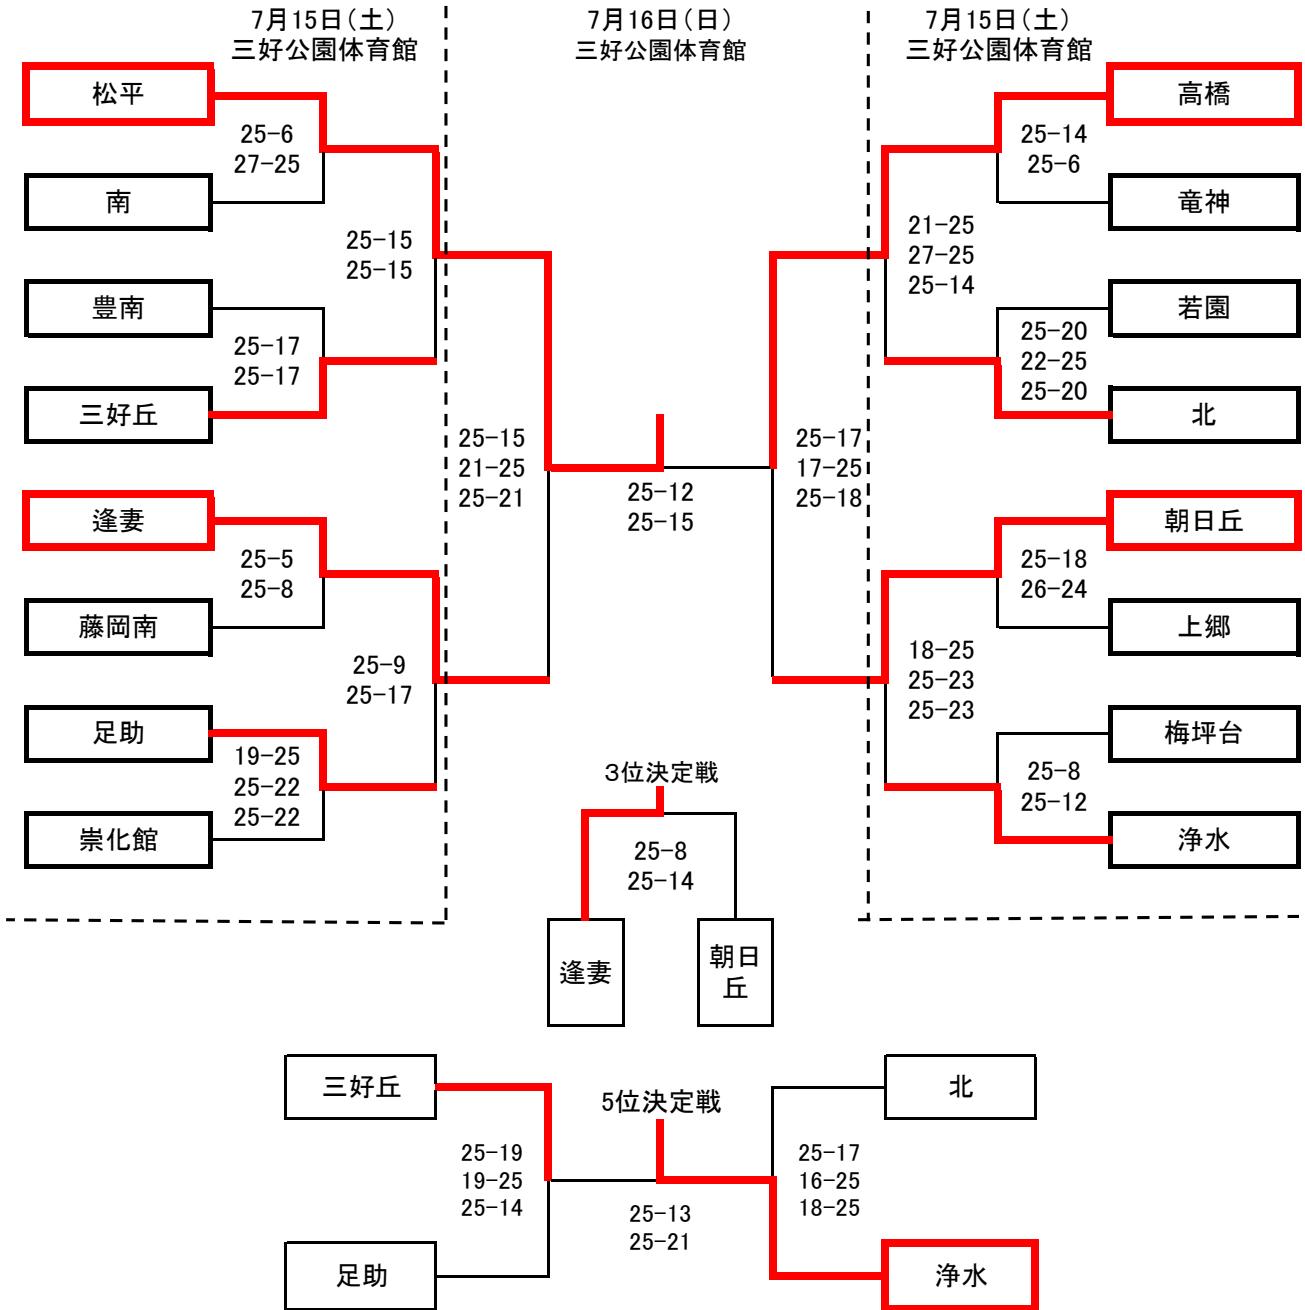 7月15日（土）
三好公園体育館
7月16日（日）
三好公園体育館
7月15日（土）
三好公園体育館
松平
25-6
27-25
南
25-15
25-15
豊南
25-17
25-17
三好丘
25-15
21-25
25-21
逢妻
25-5
25-8
藤岡南
25-9
25-17
足助
19-25
25-22
25-22
崇化館
25-12
25-15
高橋
25-14
25-6
竜神
21-25
27-25
25-14
若園
25-20
22-25
25-20
北
25-17
17-25
25-18
朝日丘
25-18
26-24
上郷
18-25
25-23
25-23
梅坪台
25-8
25-12
浄水
3位決定戦
25-8
25-14
逢妻
朝日
丘
三好丘
5位決定戦
北
25-19
19-25
25-14
25-17
16-25
18-25
25-13
25-21
足助
浄水